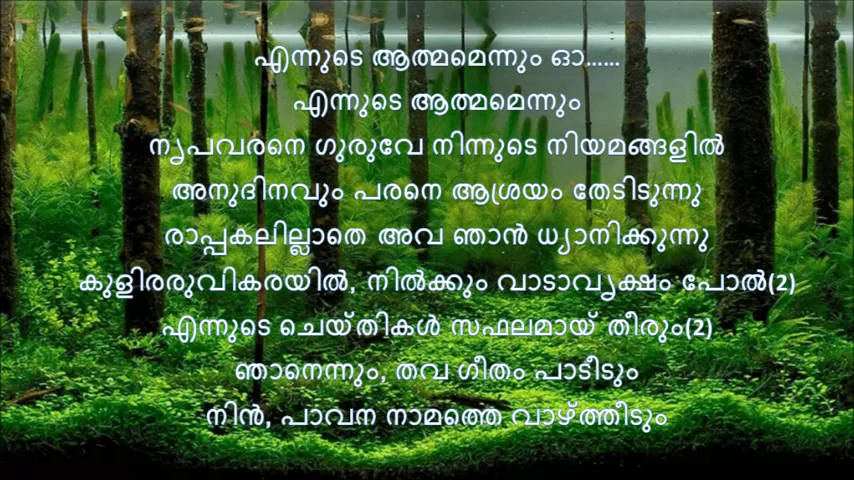 എന്നുടെ ആത്മമെന്നും ഓ......
എന്നുടെ ആത്മമെന്നും
നൃപവരനെ ഗുരുവേ നിന്നുടെ നിയമങ്ങളിൽ
അനുദിനവും പരനെ ആശ്രയം തേടിടുന്നു
രാപ്പകലില്ലാതെ അവ ഞാൻ ധ്യാനിക്കുന്നു
കുളിരരുവികരയിൽ, നിൽക്കും വാടാവൃക്ഷം പോൽ(2)
എന്നുടെ ചെയ്തികൾ സഫലമായ് തീരും(2)
ഞാനെന്നും, തവ ഗീതം പാടീടും
നിൻ, പാവന നാമത്തെ വാഴ്ത്തീടും